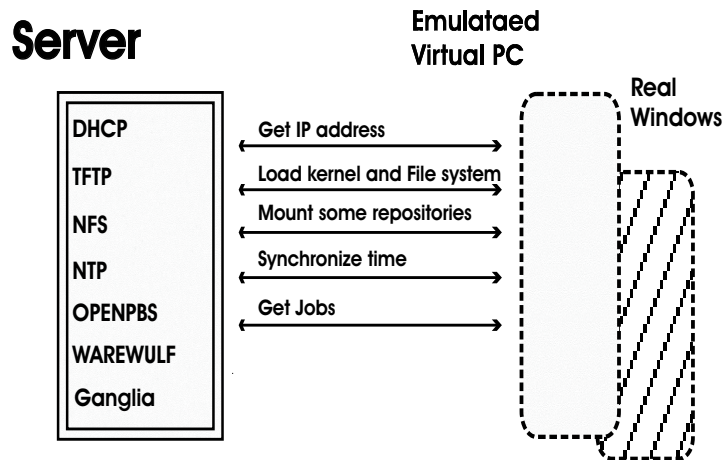 Server
Emulataed
Virtual PC
Real
Windows
DHCP
Get IP address
TFTP
Load kernel and File system
NFS
Mount some repositories
NTP
Synchronize time
OPENPBS
Get Jobs
WAREWULF
Ganglia